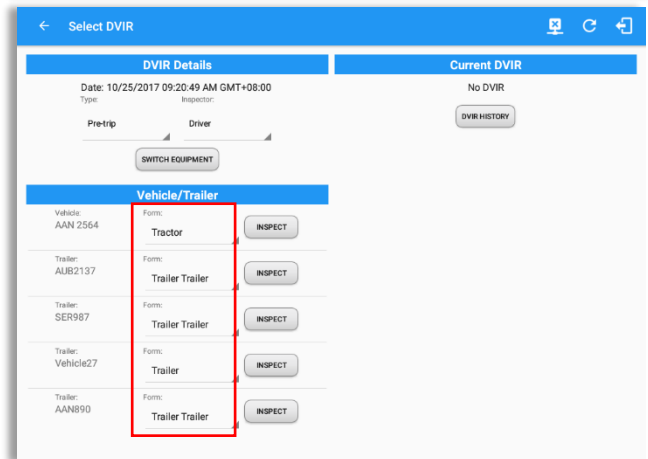 Select DVIR
DVIR Details
Date: 10/25/2017 09:20:49 AM GMT+08:00
Type: Inspector:
Pre-trip Driver
SWITCH EQUIPMENT
Vehicle/Trailer
Vehicle: Form:
AAN 2564 Tractor INSPECT
Trailer: Form:
AUB2137 Trailer Trailer INSPECT
Trailer: Form:
SER987 Trailer Trailer INSPECT
Trailer: Form:
Vehicle27 Trailer INSPECT
Trailer: Form:
AAN890 Trailer Trailer INSPECT
Current DVIR
No DVIR
DVIR HISTORY